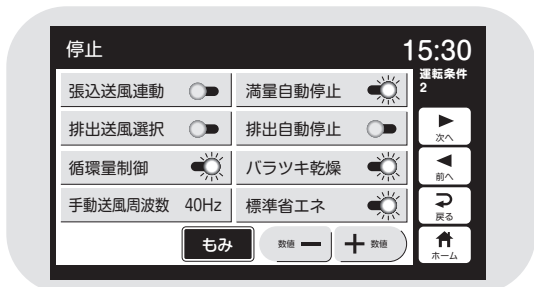 停止 15:30
運転条件
2
張込送風連動 満量自動停止
排出送風選択 排出自動停止
循環量制御 バラツキ乾燥
手動送風周波数 40Hz 標準省エネ
次へ
前へ
戻る
ホーム
もみ 数値 ー ＋ 数値